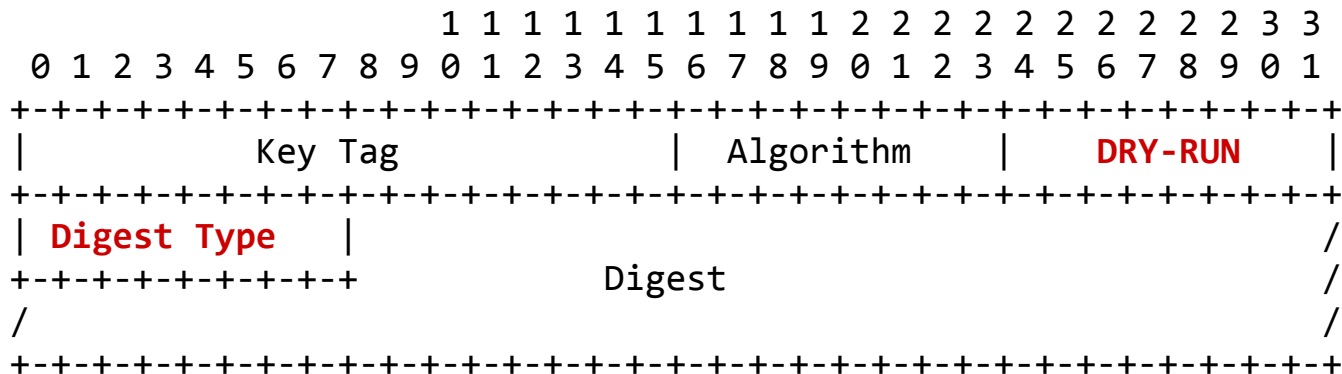 1 1 1 1 1 1 1 1 1 1 2 2 2 2 2 2 2 2 2 2 3 3
 0 1 2 3 4 5 6 7 8 9 0 1 2 3 4 5 6 7 8 9 0 1 2 3 4 5 6 7 8 9 0 1
+-+-+-+-+-+-+-+-+-+-+-+-+-+-+-+-+-+-+-+-+-+-+-+-+-+-+-+-+-+-+-+-+
|           Key Tag             |  Algorithm    |    DRY-RUN    |
+-+-+-+-+-+-+-+-+-+-+-+-+-+-+-+-+-+-+-+-+-+-+-+-+-+-+-+-+-+-+-+-+
| Digest Type   |                                               /
+-+-+-+-+-+-+-+-+            Digest                             /
/                                                               /
+-+-+-+-+-+-+-+-+-+-+-+-+-+-+-+-+-+-+-+-+-+-+-+-+-+-+-+-+-+-+-+-+